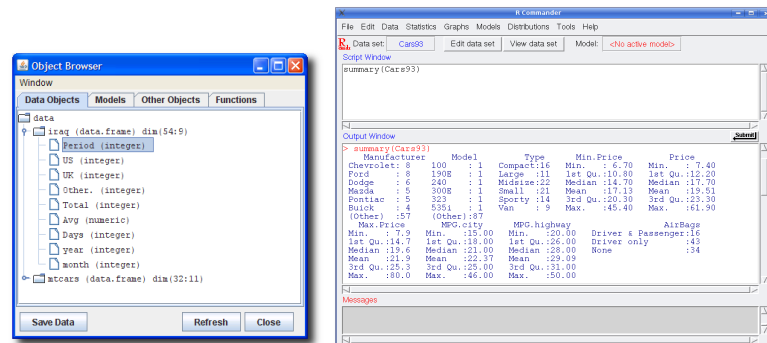 Object Browser
Window
Data Objects Models Other Objects Functions
data
iraq (data.frame) dim(54:9)
Period (integer)
US (integer)
UK (integer)
Other. (integer)
Total (integer)
Avg (numeric)
Days (integer)
year (integer)
month (integer)
mtcars (data.frame) dim(32:11)
Save Data Refresh Close
R Commander
File Edit Data Statistics Graphs Models Distributions Tools Help
Data set: Cars93 Edit data set View data set Model: <No active model>
Script Window
summary(Cars93)
Output Window Submit
> summary(Cars93)
Manufacturer Model Type Min.Price Price
Chevrolet: 8 100 : 1 Compact:16 Min. : 6.70 Min. : 7.40
Ford : 8 190E : 1 Large :11 1st Qu.:10.80 1st Qu.:12.20
Dodge : 6 240 : 1 Midsize:22 Median :14.70 Median :17.70
Mazda : 5 300E : 1 Small :21 Mean :17.13 Mean :19.51
Pontiac : 5 323 : 1 Sporty :14 3rd Qu.:20.30 3rd Qu.:23.30
Buick : 4 535i : 1 Van : 9 Max. :45.40 Max. :61.90
(Other) :57 (Other):87
Max.Price MPG.city MPG.highway AirBags
Min. : 7.9 Min. :15.00 Min. :20.00 Driver & Passenger:16
1st Qu.:14.7 1st Qu.:18.00 1st Qu.:26.00 Driver only :43
Median :19.6 Median :21.00 Median :28.00 None :34
Mean :21.9 Mean :22.37 Mean :29.09
3rd Qu.:25.3 3rd Qu.:25.00 3rd Qu.:31.00
Max. :80.0 Max. :46.00 Max. :50.00
Messages